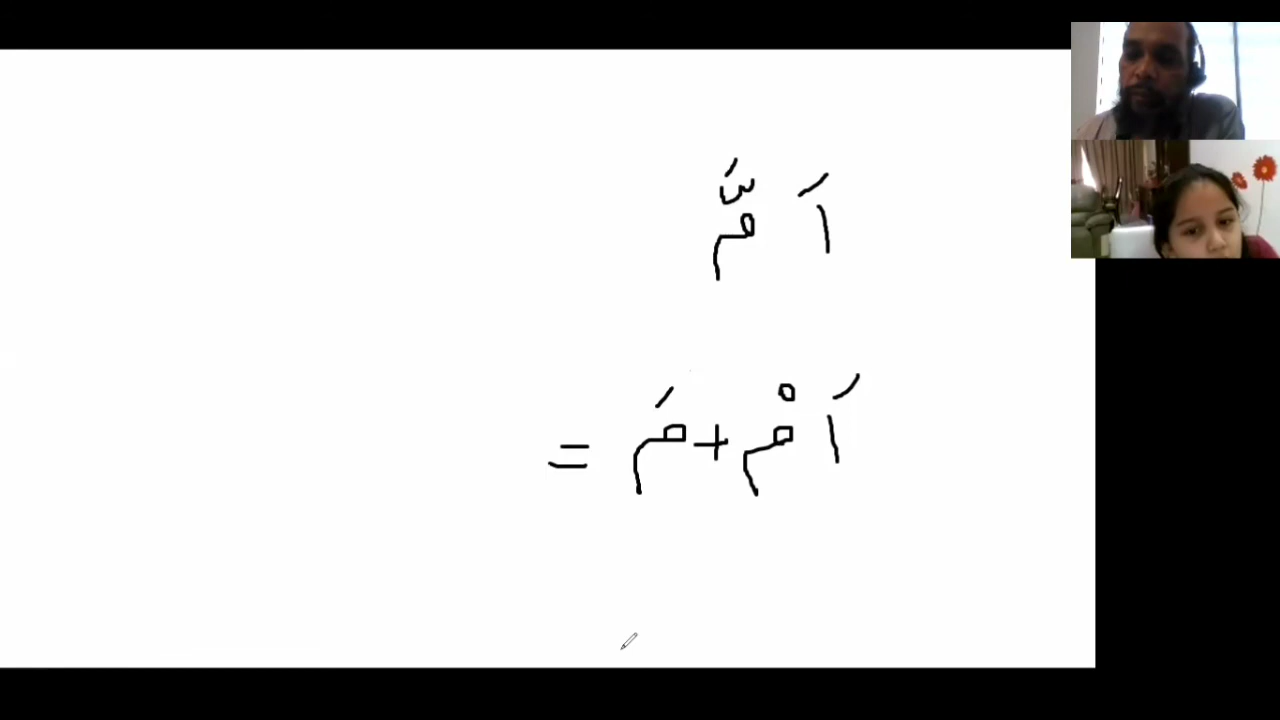 اَ مَّ
اَ مْ + مَ =